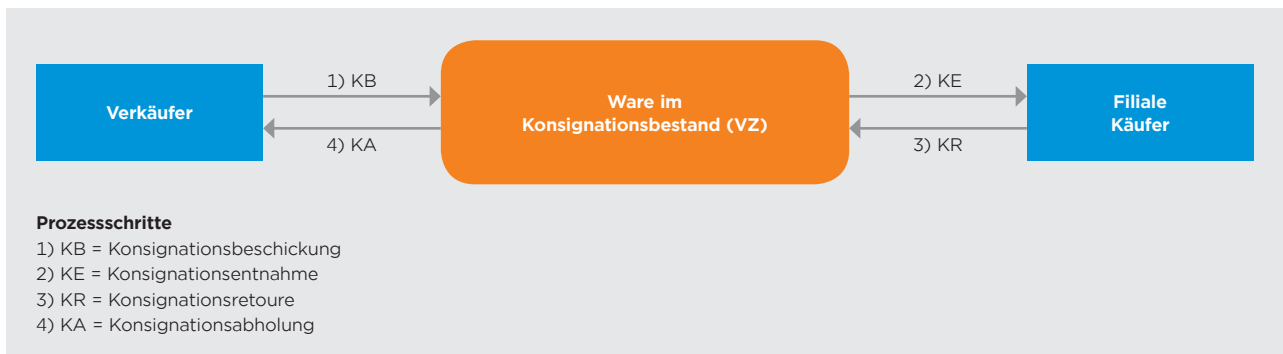 1) KB
2) KE
Verkäufer
Ware im
Konsignationsbestand (VZ)
Filiale
Käufer
4) KA
3) KR
Prozessschritte
1) KB = Konsignationsbeschickung
2) KE = Konsignationsentnahme
3) KR = Konsignationsretoure
4) KA = Konsignationsabholung